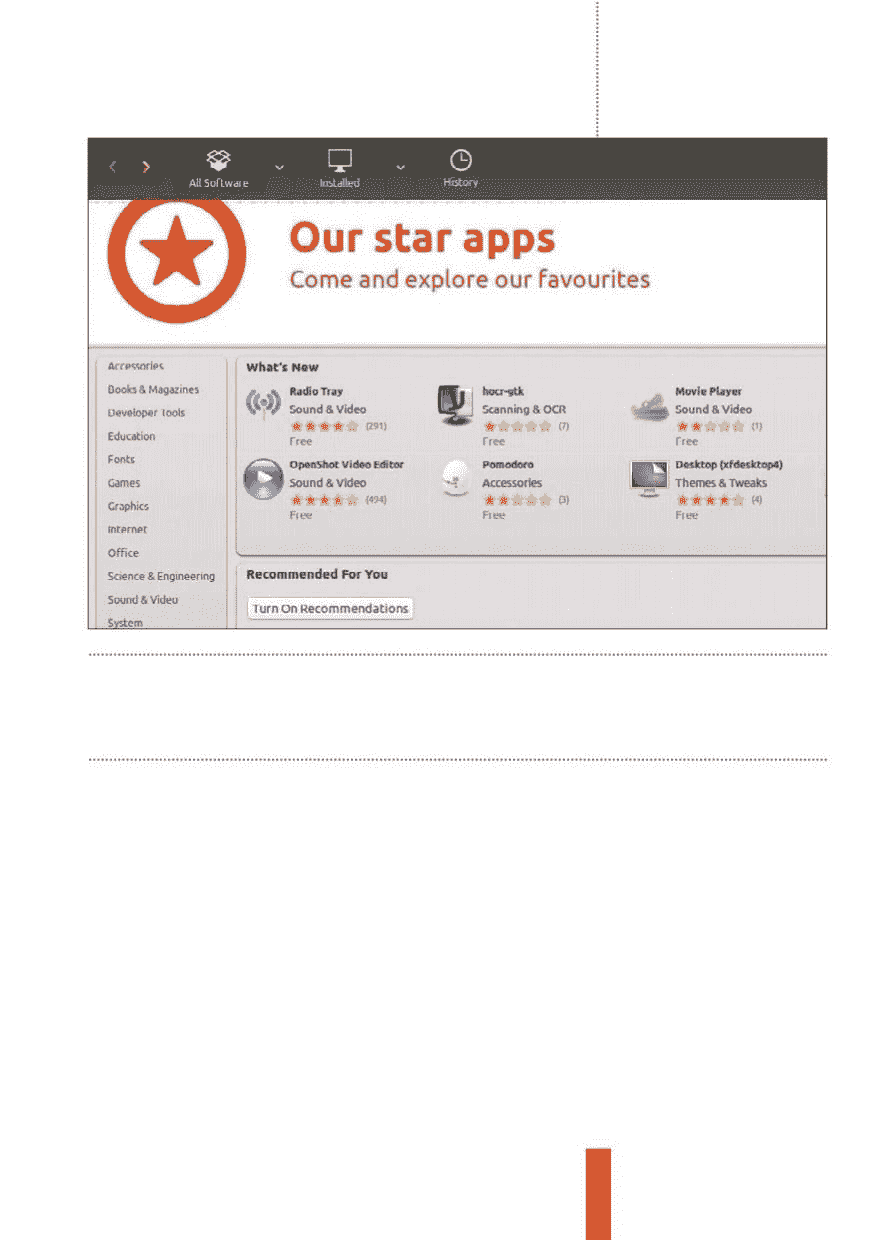 All Software
Installed
History
Our star apps
Come and explore our favourites
Accessories
Books & Magazines
Developer Tools
Education
Fonts
Games
Graphics
Internet
Office
Science & Engineering
Sound & Video
System
What's New
Radio Tray
Sound & Video
(291)
Free
hocr-gtk
Scanning & OCR
(7)
Free
Movie Player
Sound & Video
(1)
Free
OpenShot Video Editor
Sound & Video
(494)
Free
Pomodoro
Accessories
(3)
Free
Desktop (xfdesktop4)
Themes & Tweaks
(4)
Free
Recommended For You
Turn On Recommendations